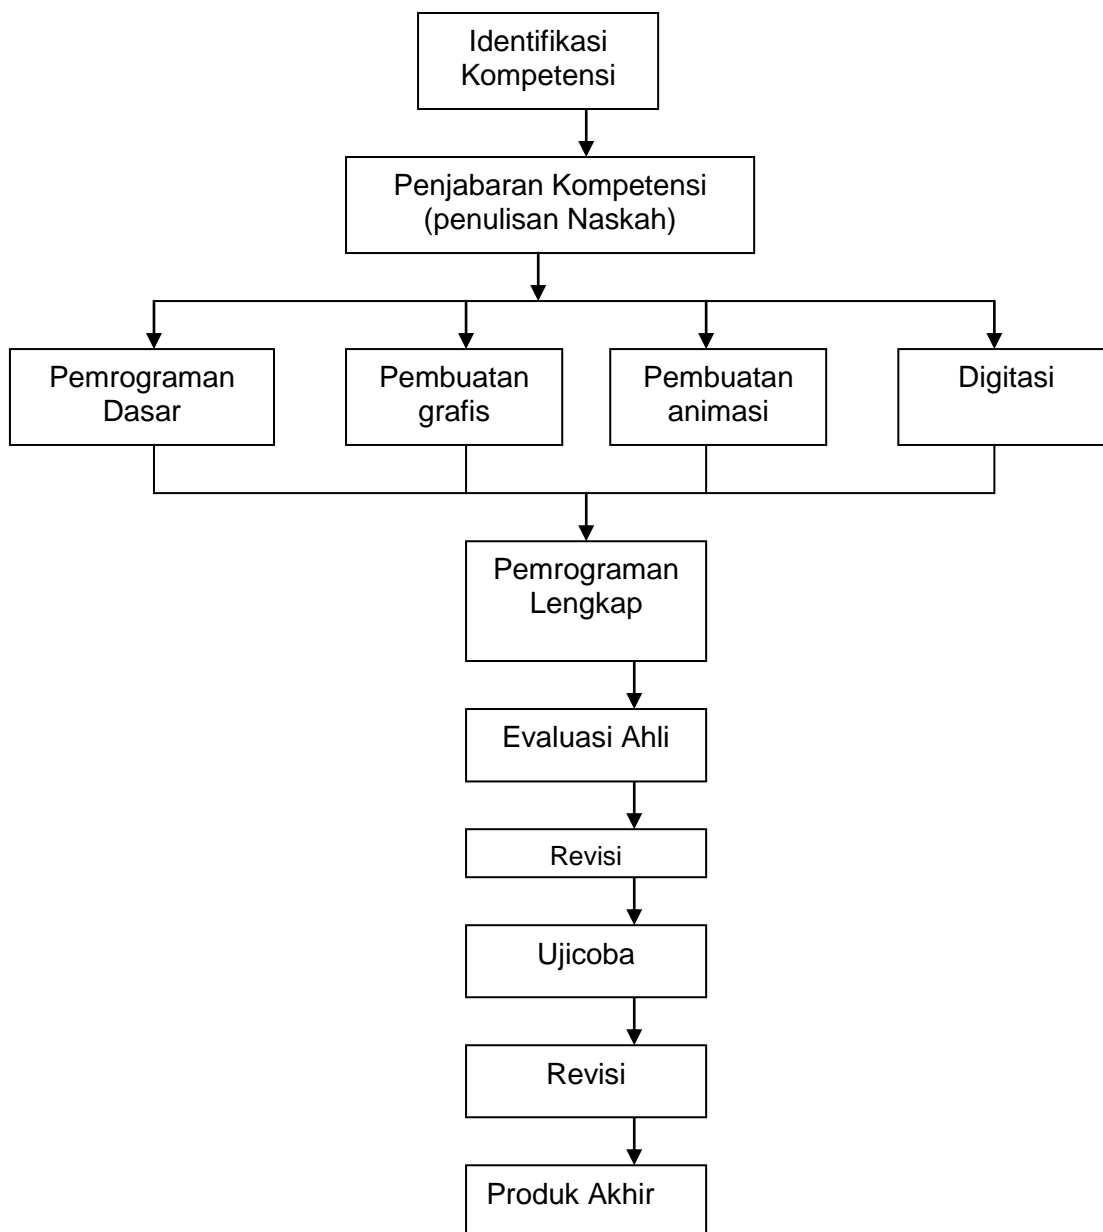 Identifikasi
Kompetensi
Penjabaran Kompetensi
(penulisan Naskah)
Pemrograman
Dasar
Pembuatan
grafis
Pembuatan
animasi
Digitasi
Pemrograman
Lengkap
Evaluasi Ahli
Revisi
Ujicoba
Revisi
Produk Akhir